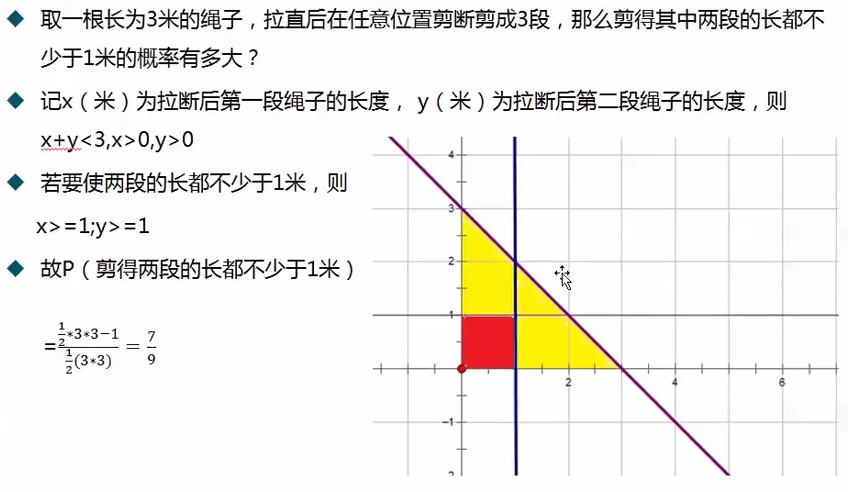 取一根长为3米的绳子，拉直后在任意位置剪断剪成3段，那么剪得其中两段的长都不
少于1米的概率有多大？
记x（米）为拉断后第一段绳子的长度， y（米）为拉断后第二段绳子的长度，则
x+y<3,x>0,y>0
若要使两段的长都不少于1米，则
x>=1;y>=1
故P（剪得两段的长都不少于1米）
=\frac{\frac{1}{2}*3*3-1}{\frac{1}{2}(3*3)}=\frac{7}{9}
4
3
2
1
2 4 6
-1